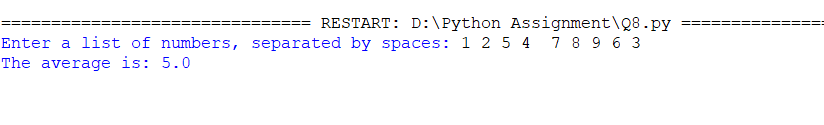 =============================== RESTART: D:\Python Assignment\Q8.py ===============
Enter a list of numbers, separated by spaces: 1 2 5 4  7 8 9 6 3
The average is: 5.0